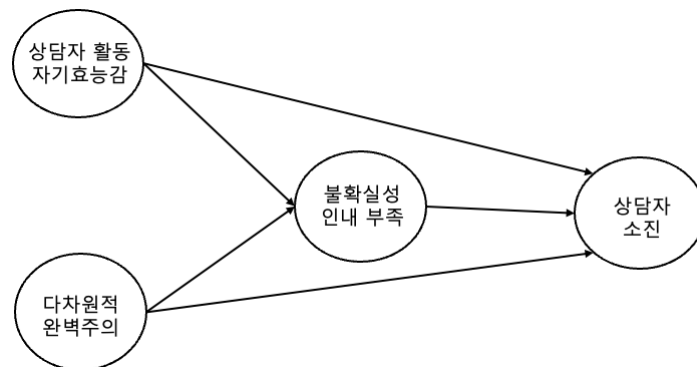 상담자 활동
자기효능감
불확실성
인내 부족
상담자
소진
다차원적
완벽주의